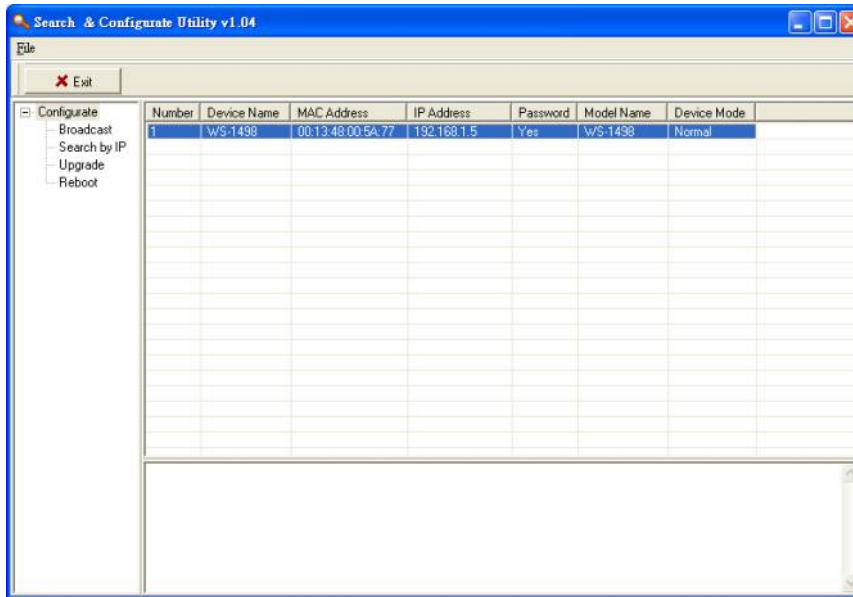 Search & Configurate Utility v1.04
File
Exit
Configurate
Broadcast
Search by IP
Upgrade
Reboot
Number Device Name MAC Address IP Address Password Model Name Device Mode
1 WS-1498 00:13:48:00:5A:77 192.168.1.5 Yes WS-1498 Normal